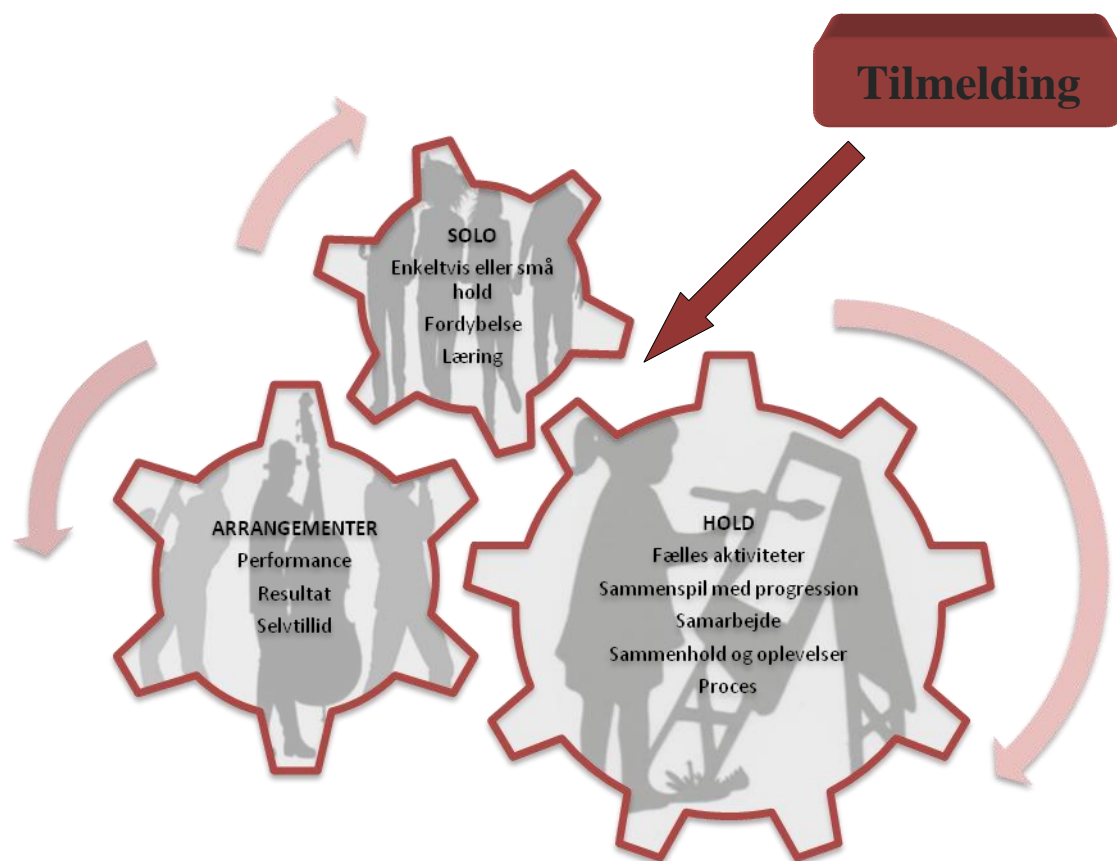 Tilmelding
SOLO
Enkeltvis eller små
hold
Fordybelse
Læring
ARRANGEMENTER
Performance
Resultat
Selvtillid
HOLD
Fælles aktiviteter
Sammenspil med progression
Samarbejde
Sammenhold og oplevelser
Proces